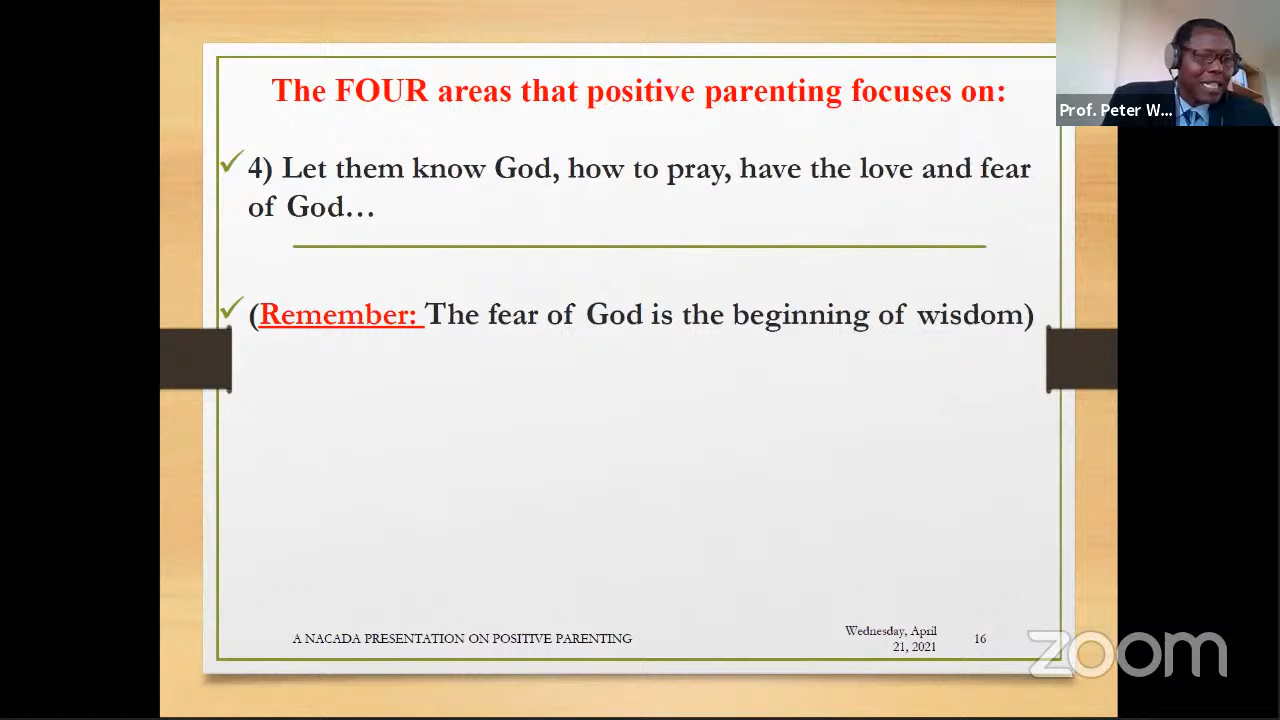 The FOUR areas that positive parenting focuses on:
Prof. Peter W...
4) Let them know God, how to pray, have the love and fear
of God…
(Remember: The fear of God is the beginning of wisdom)
A NACADA PRESENTATION ON POSITIVE PARENTING
Wednesday, April
21, 2021
16
zoom